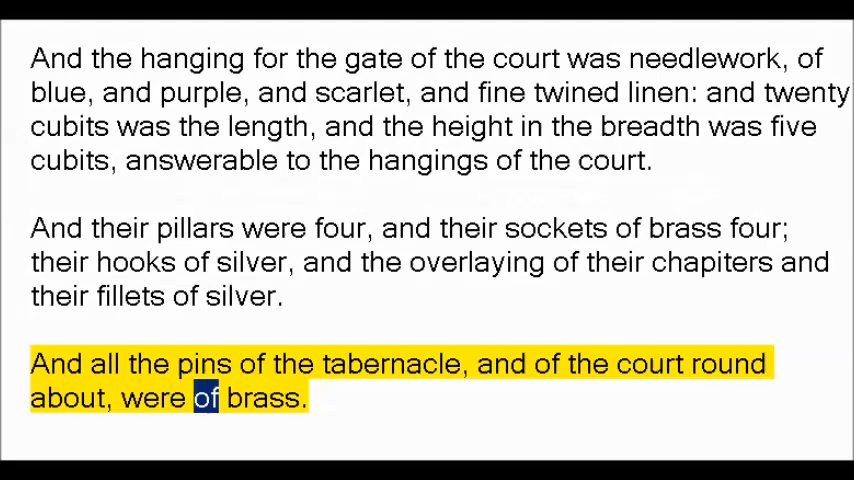 And the hanging for the gate of the court was needlework, of
blue, and purple, and scarlet, and fine twined linen: and twenty
cubits was the length, and the height in the breadth was five
cubits, answerable to the hangings of the court.
And their pillars were four, and their sockets of brass four;
their hooks of silver, and the overlaying of their chapiters and
their fillets of silver.
And all the pins of the tabernacle, and of the court round
about, were of brass.